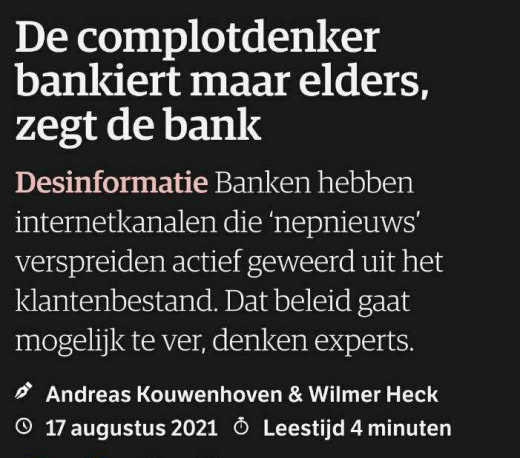 De complotdenker
bankiert maar elders,
zegt de bank
Desinformatie Banken hebben
internetkanalen die ‘nepnieuws’
verspreiden actief geweerd uit het
klantenbestand. Dat beleid gaat
mogelijk te ver, denken experts.
Andreas Kouwenhoven & Wilmer Heck
17 augustus 2021 Leestijd 4 minuten